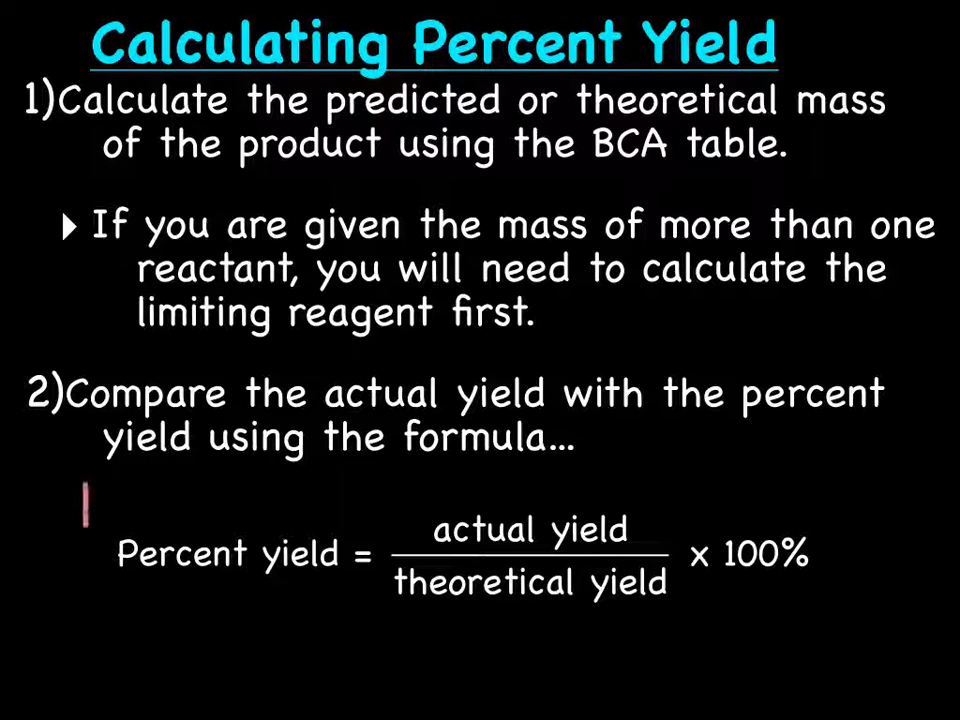 Calculating Percent Yield
1)Calculate the predicted or theoretical mass
of the product using the BCA table.
If you are given the mass of more than one
reactant, you will need to calculate the
limiting reagent first.
2)Compare the actual yield with the percent
yield using the formula...
Percent yield = actual yield / theoretical yield x 100%